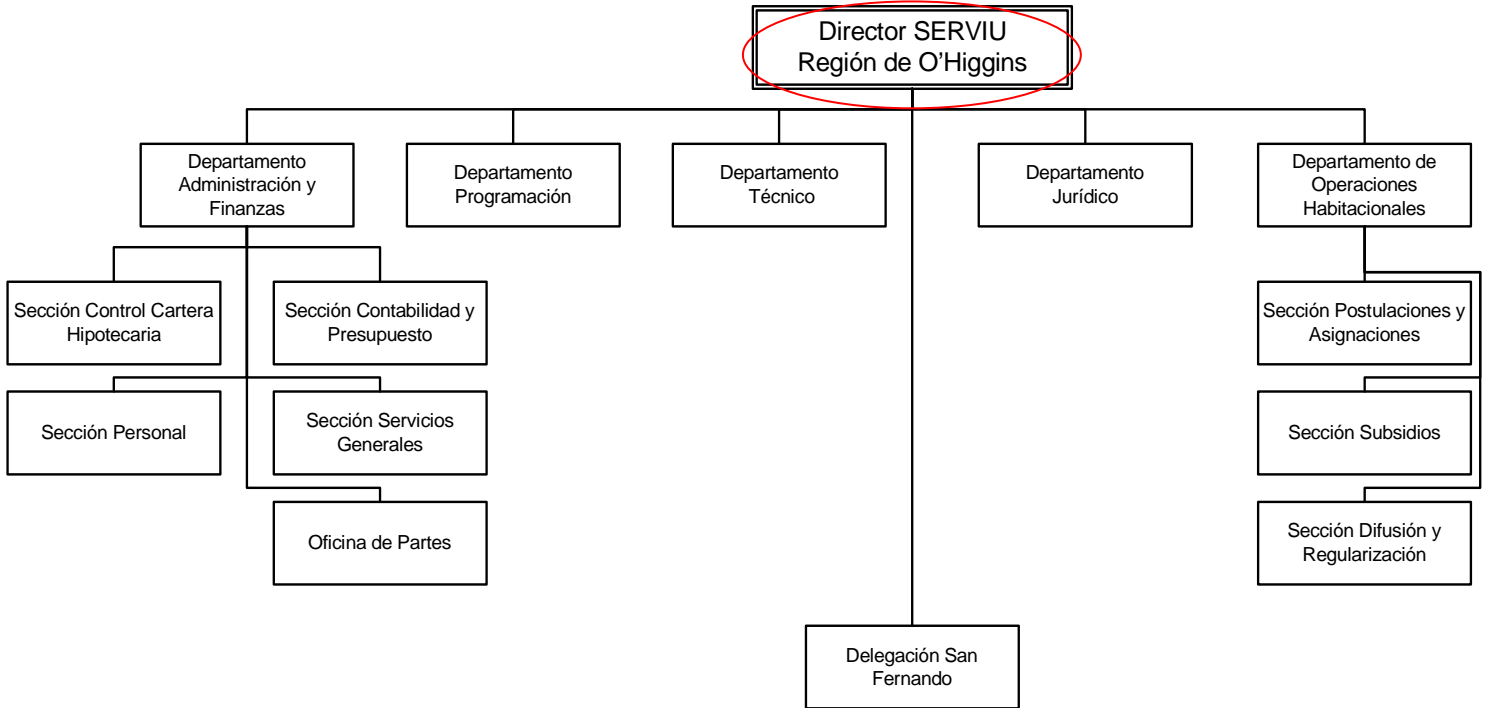 Director SERVIU
Región de O’Higgins
Departamento
Administración y
Finanzas
Departamento
Programación
Departamento
Técnico
Departamento
Jurídico
Departamento de
Operaciones
Habitacionales
Sección Control Cartera
Hipotecaria
Sección Contabilidad y
Presupuesto
Sección Postulaciones y
Asignaciones
Sección Personal
Sección Servicios
Generales
Sección Subsidios
Oficina de Partes
Sección Difusión y
Regularización
Delegación San
Fernando